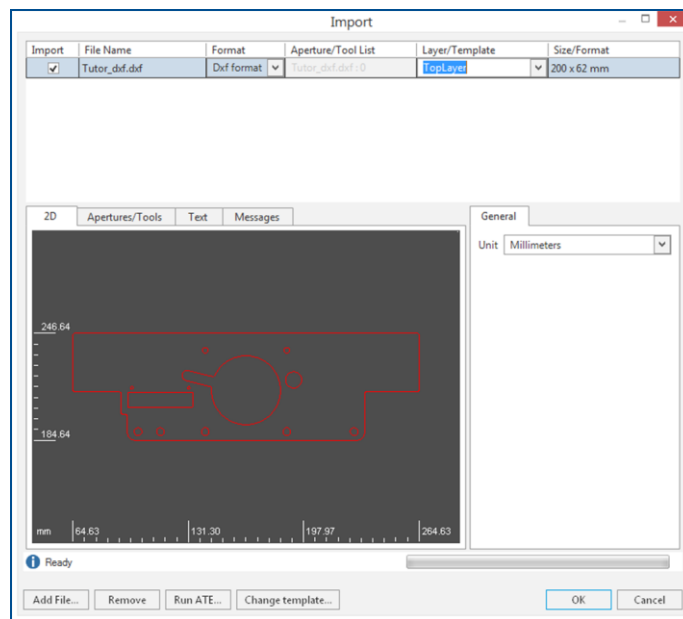 Import
Import File Name Format Aperture/Tool List Layer/Template Size/Format
Tutor_dxf.dxf Dxf format Tutor_dxf.dxf:0 TopLayer 200 x 62 mm
2D Apertures/Tools Text Messages General
Unit Millimeters
246.64
184.64
mm 64.63 131.30 197.97 264.63
Ready
Add File... Remove Run ATE... Change template... OK Cancel